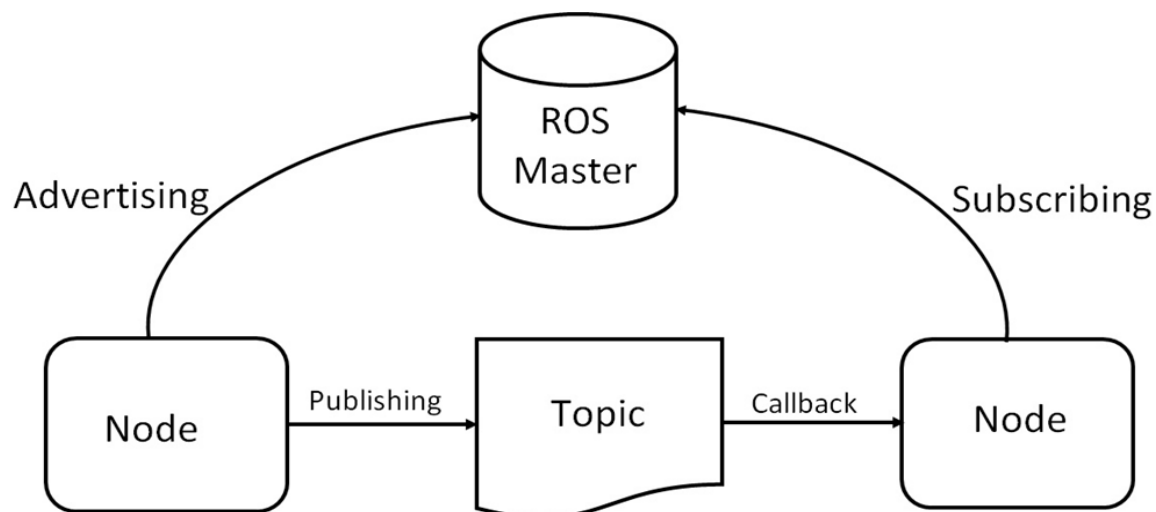 ROS
Master
Advertising
Subscribing
Node
Publishing
Topic
Callback
Node